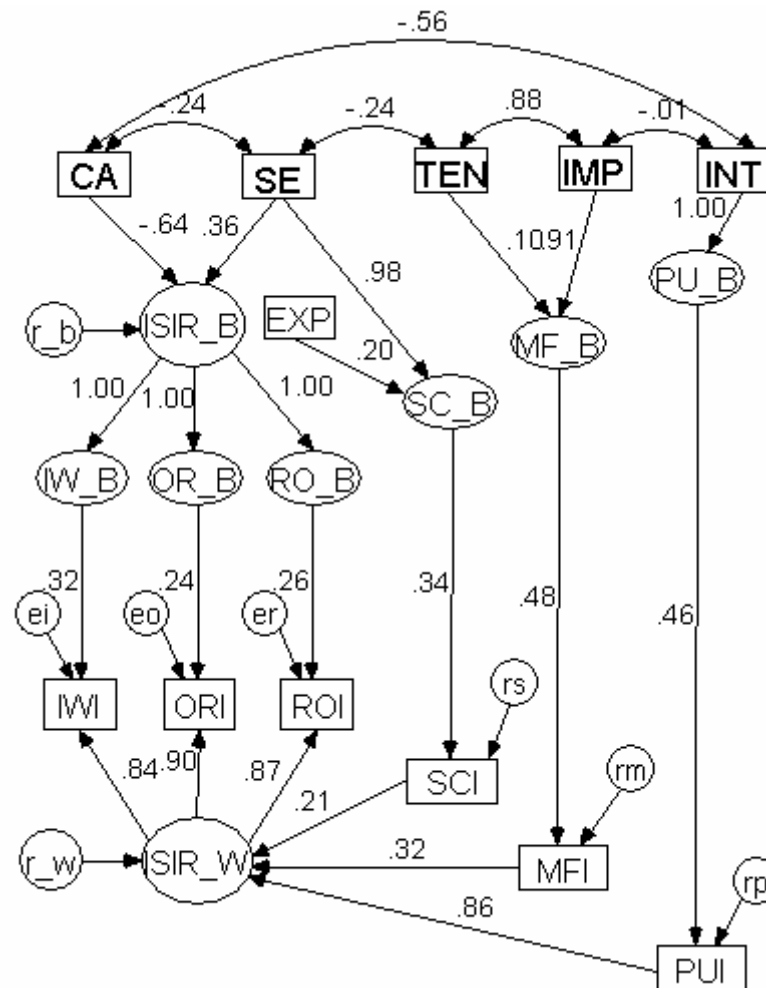 -.56
-.24 -.24 .88 -.01
CA SE TEN IMP INT
-.64 .36 .98 .10 .91 1.00
r_b ISIR_B EXP MF_B PU_B
.20
1.00 1.00 1.00 SC_B
IW_B OR_B RO_B
.32 .24 .26 .34 .48 .46
ei eo er
IWI ORI ROI rs
.84 .90 .87 SCI rm
.21
r_w ISIR_W .32 MFI
.86 rp
PUI